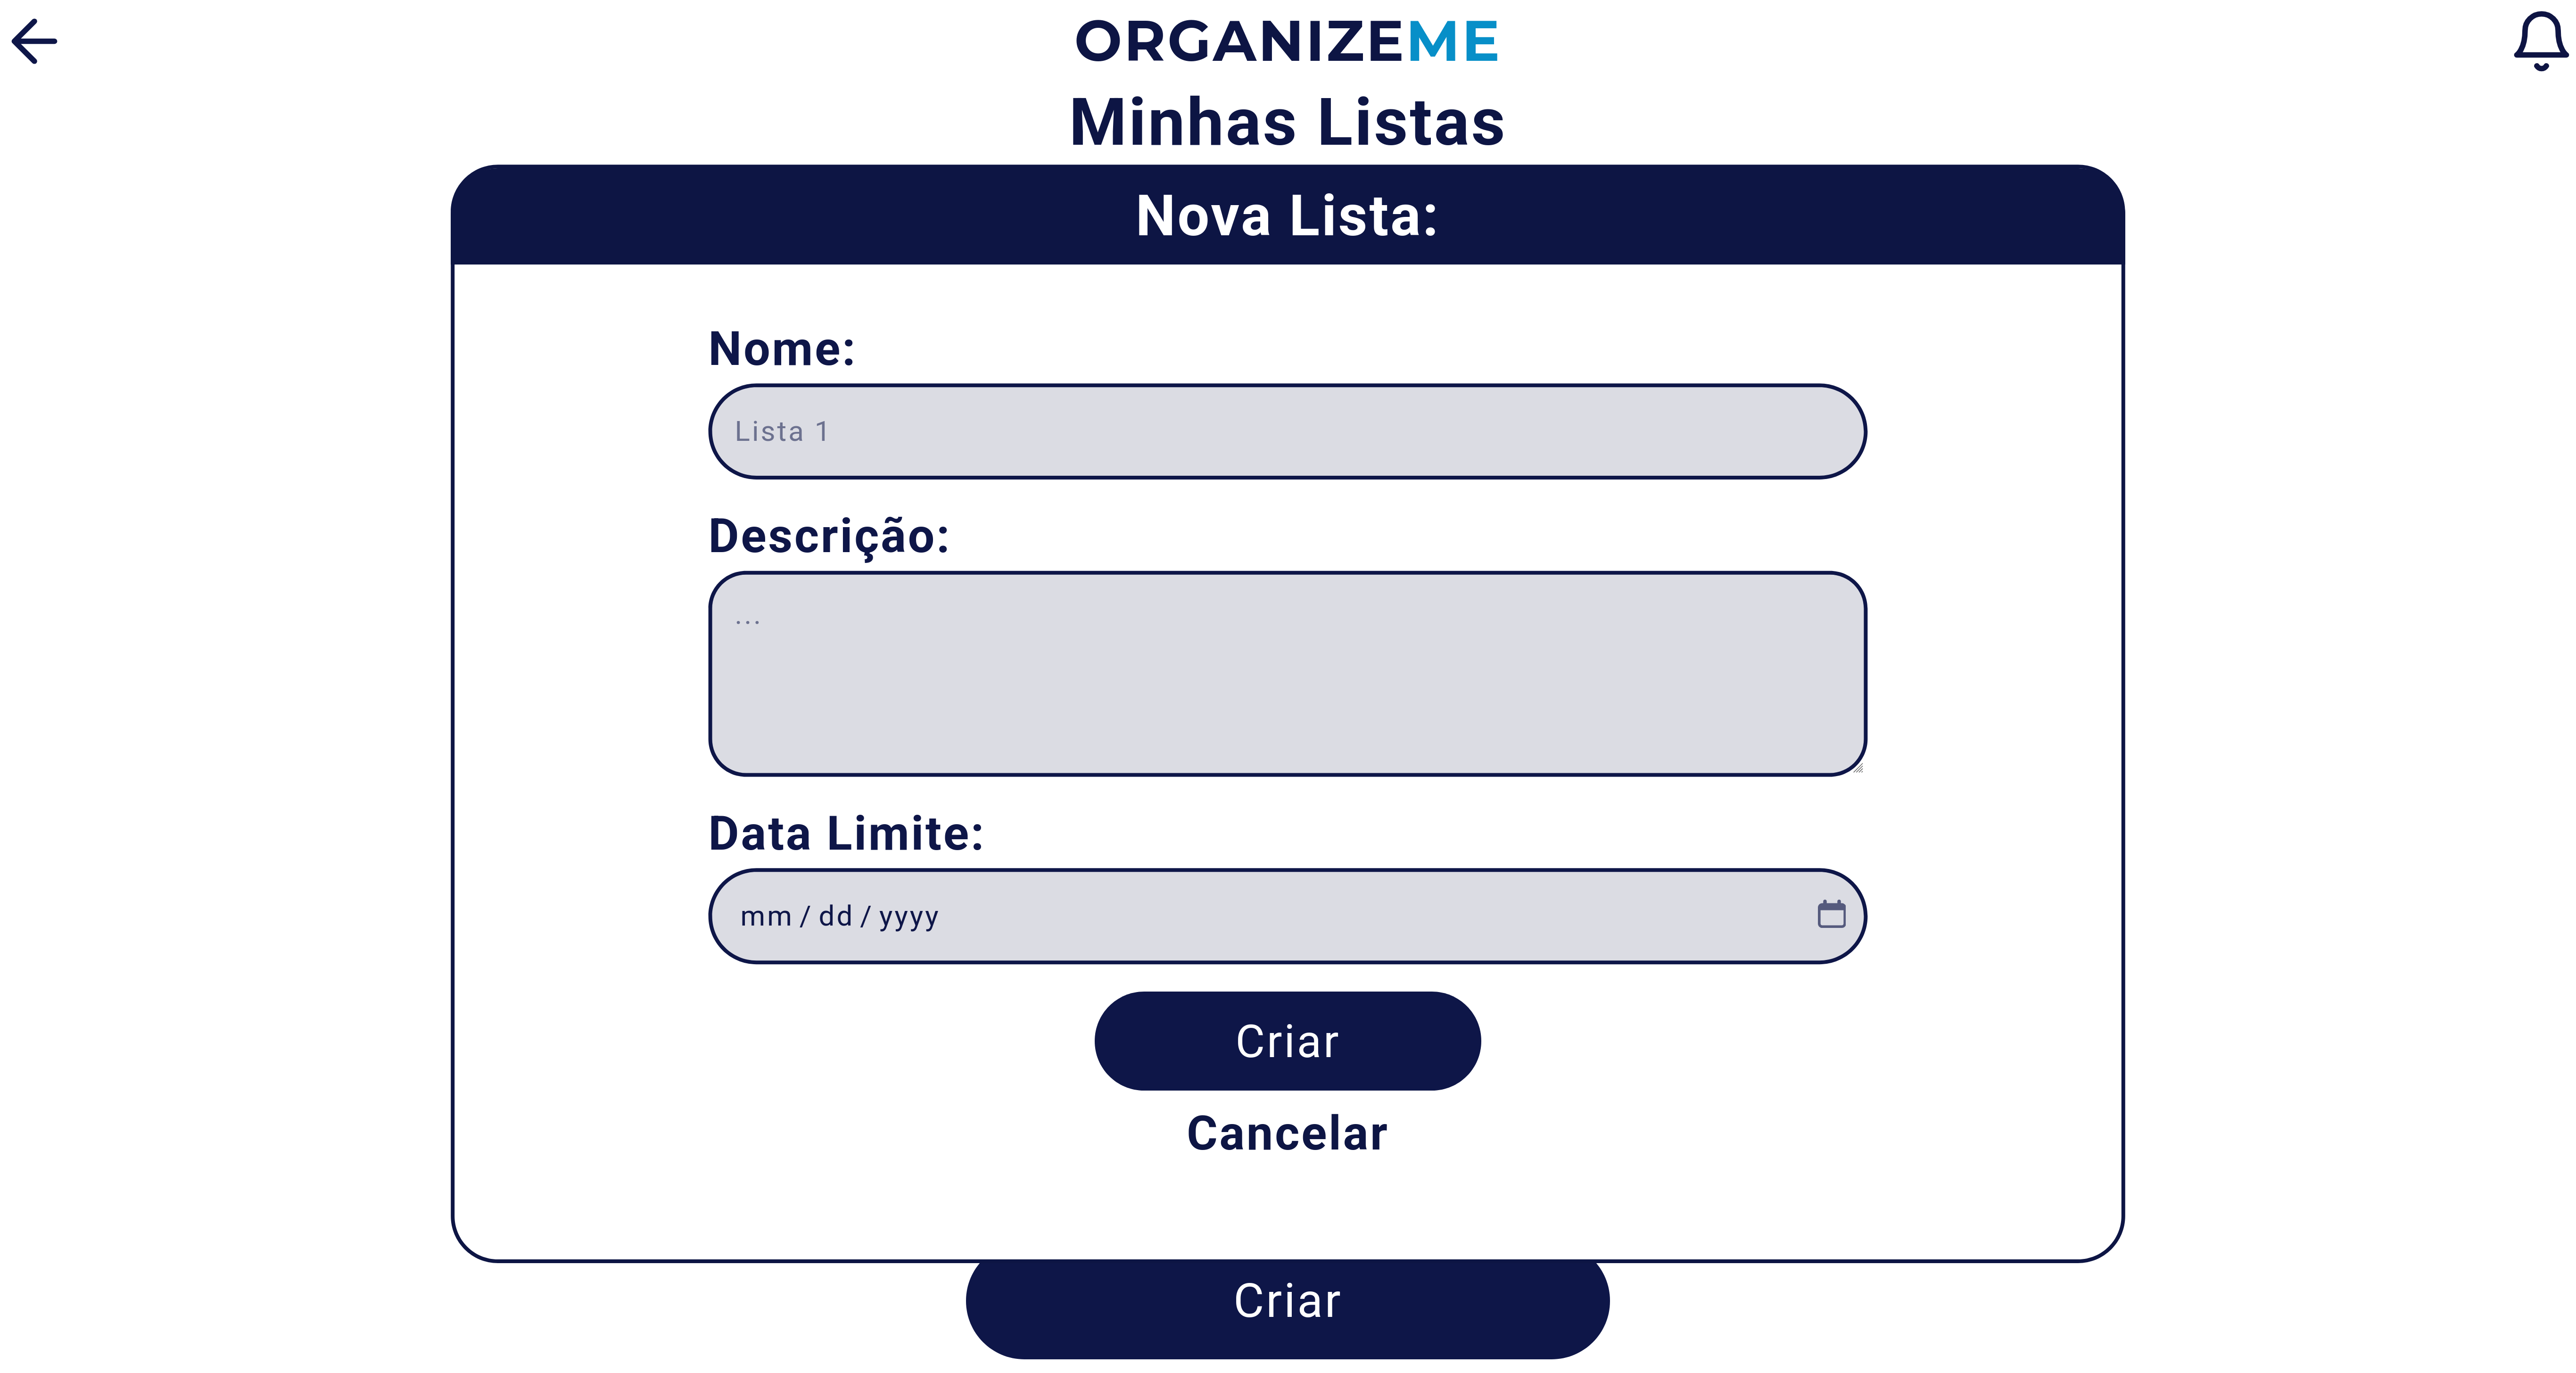 ORGANIZEME
Minhas Listas
Nova Lista:
Nome:
Lista 1
Descrição:
...
Data Limite:
mm / dd / yyyy
Criar
Cancelar
Criar